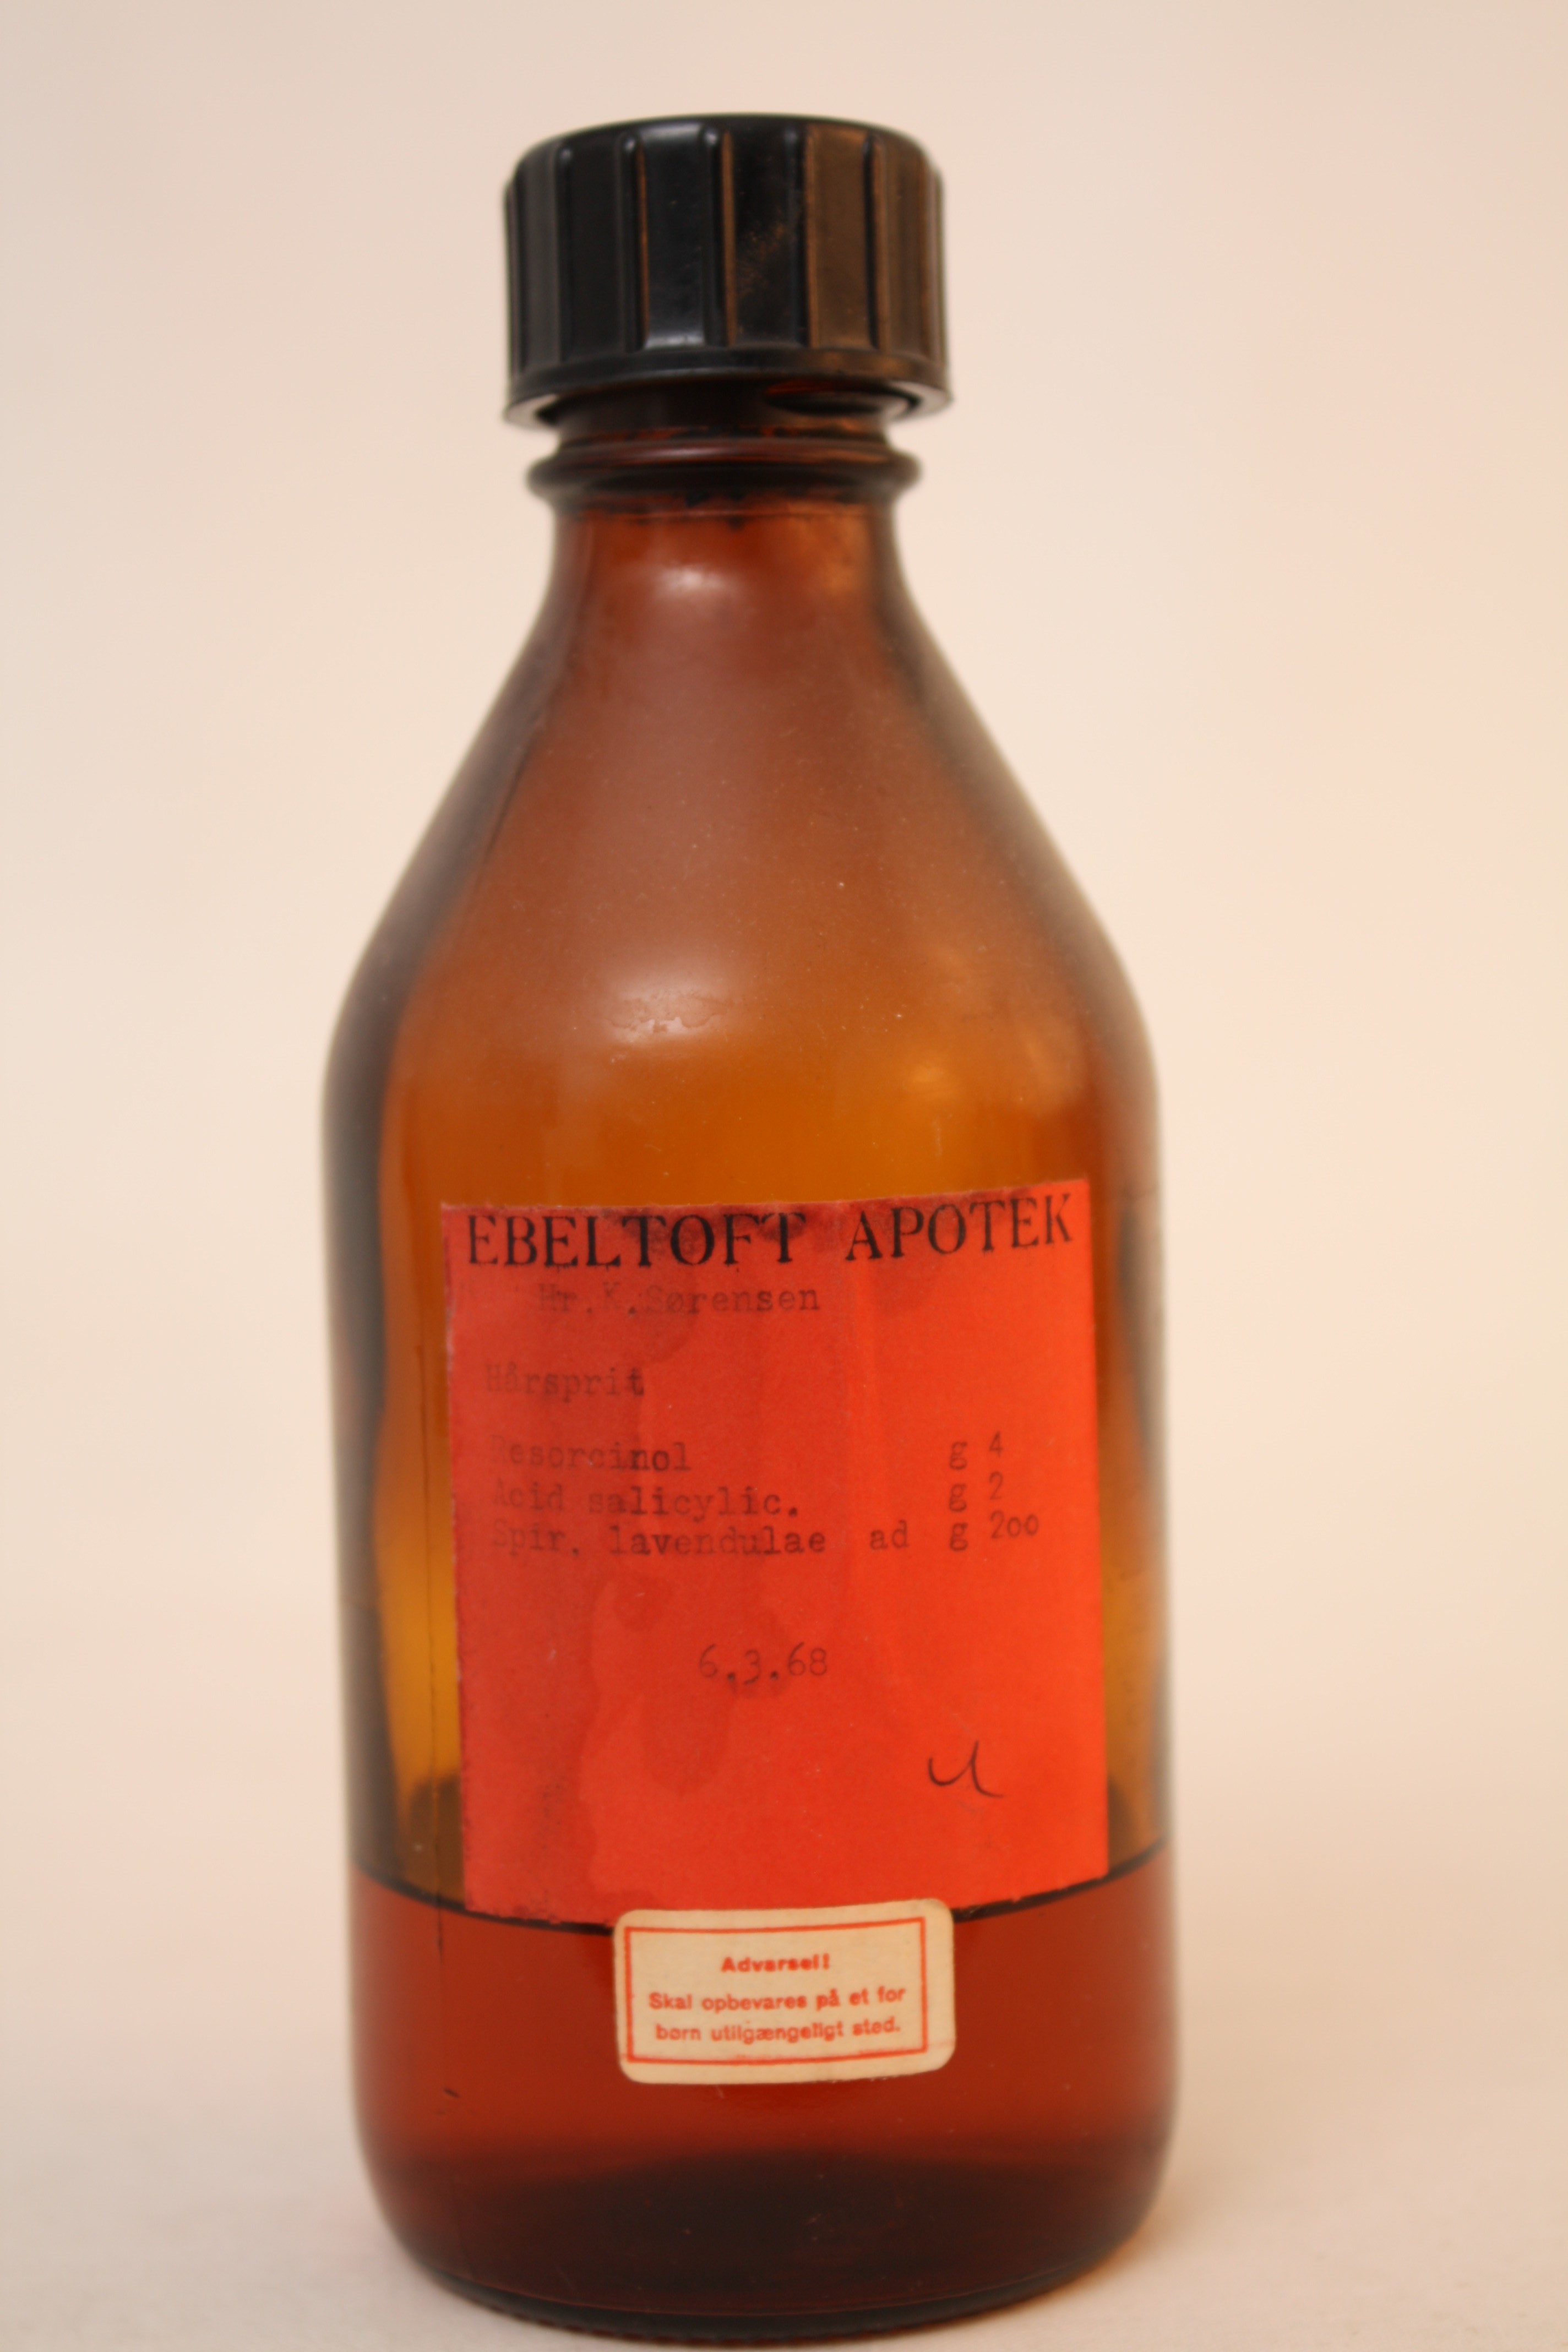 EBELTOFT APOTEK
Hr.K.Sørensen
Hårsprit
Resorcinol g 4
Acid salicylic. g 2
Spir. lavendulae ad g 200
6.3.68
Advarsel!
Skal opbevares på et for
børn utilgængeligt sted.